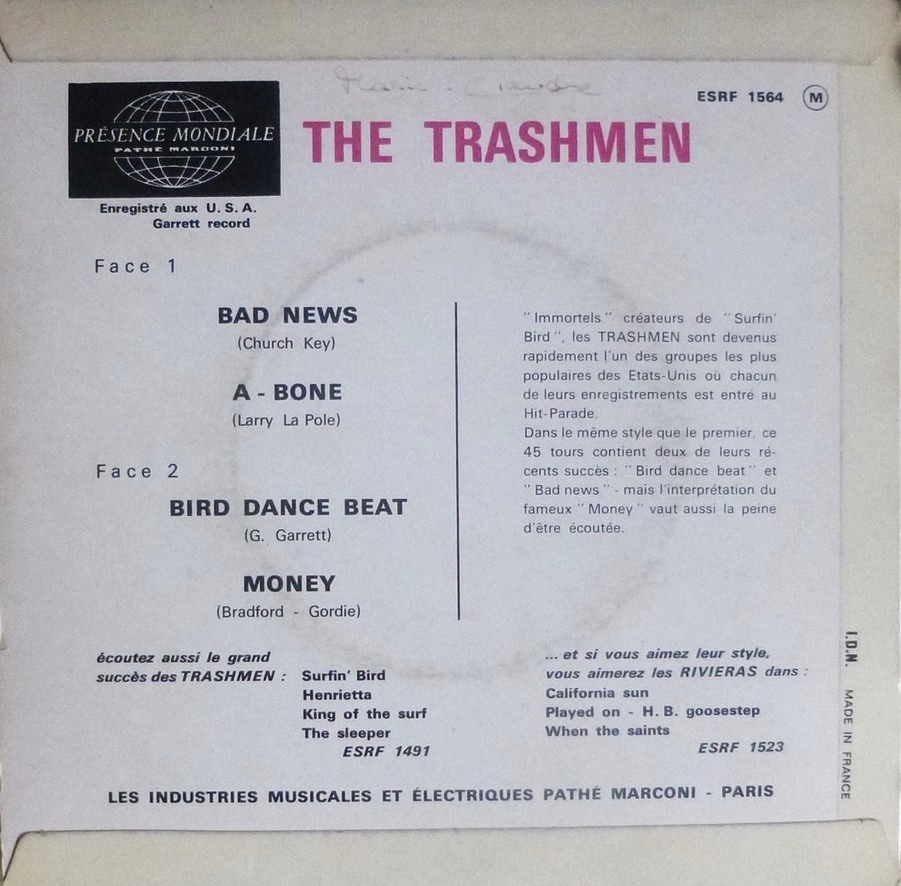 PRÉSENCE MONDIALE
PATHÉ MARCONI
Enregistré aux U.S.A.
Garrett record
ESRF 1564 M
THE TRASHMEN
Face 1
BAD NEWS
(Church Key)
A - BONE
(Larry La Pole)
Face 2
BIRD DANCE BEAT
(G. Garrett)
MONEY
(Bradford - Gordie)
" Immortels " créateurs de " Surfin'
Bird ", les TRASHMEN sont devenus
rapidement l'un des groupes les plus
populaires des Etats-Unis où chacun
de leurs enregistrements est entré au
Hit-Parade.
Dans le même style que le premier, ce
45 tours contient deux de leurs ré-
cents succès : " Bird dance beat " et
" Bad news " - mais l'interprétation du
fameux " Money " vaut aussi la peine
d'être écoutée.
écoutez aussi le grand
succès des TRASHMEN :
Surfin' Bird
Henrietta
King of the surf
The sleeper
ESRF 1491
... et si vous aimez leur style,
vous aimerez les RIVIERAS dans :
California sun
Played on - H. B. goosestep
When the saints
ESRF 1523
LES INDUSTRIES MUSICALES ET ÉLECTRIQUES PATHÉ MARCONI - PARIS
I.D.N. MADE IN FRANCE